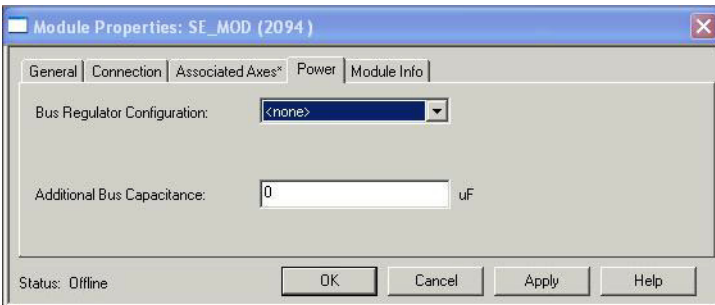 Module Properties: SE_MOD (2094 )
General Connection Associated Axes* Power Module Info
Bus Regulator Configuration: <none>
Additional Bus Capacitance: 0 uF
Status: Offline OK Cancel Apply Help